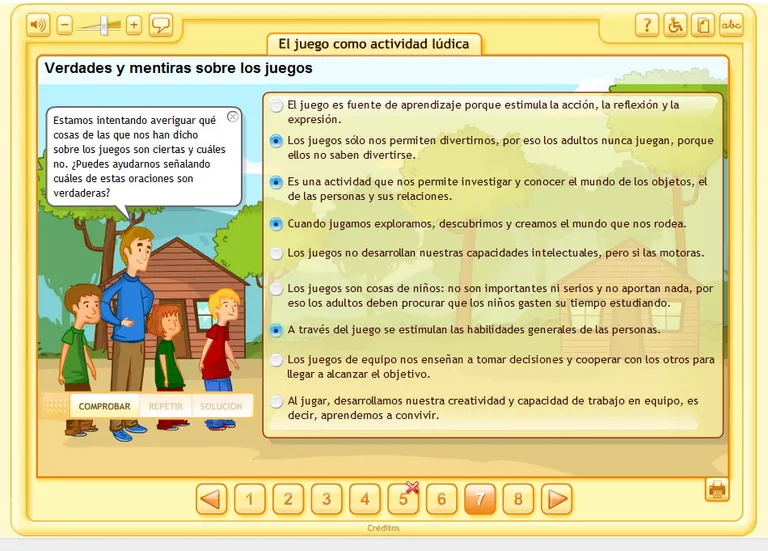 ?
abc
El juego como actividad lúdica
Verdades y mentiras sobre los juegos
Estamos intentando averiguar qué
cosas de las que nos han dicho
sobre los juegos son ciertas y cuáles
no. ¿Puedes ayudarnos señalando
cuáles de estas oraciones son
verdaderas?
El juego es fuente de aprendizaje porque estimula la acción, la reflexión y la
expresión.
Los juegos sólo nos permiten divertirnos, por eso los adultos nunca juegan, porque
ellos no saben divertirse.
Es una actividad que nos permite investigar y conocer el mundo de los objetos, el
de las personas y sus relaciones.
Cuando jugamos exploramos, descubrimos y creamos el mundo que nos rodea.
Los juegos no desarrollan nuestras capacidades intelectuales, pero si las motoras.
Los juegos son cosas de niños: no son importantes ni serios y no aportan nada, por
eso los adultos deben procurar que los niños gasten su tiempo estudiando.
A través del juego se estimulan las habilidades generales de las personas.
Los juegos de equipo nos enseñan a tomar decisiones y cooperar con los otros para
llegar a alcanzar el objetivo.
Al jugar, desarrollamos nuestra creatividad y capacidad de trabajo en equipo, es
decir, aprendemos a convivir.
COMPROBAR REPETIR SOLUCIÓN
1 2 3 4 5 6 7 8
Créditos